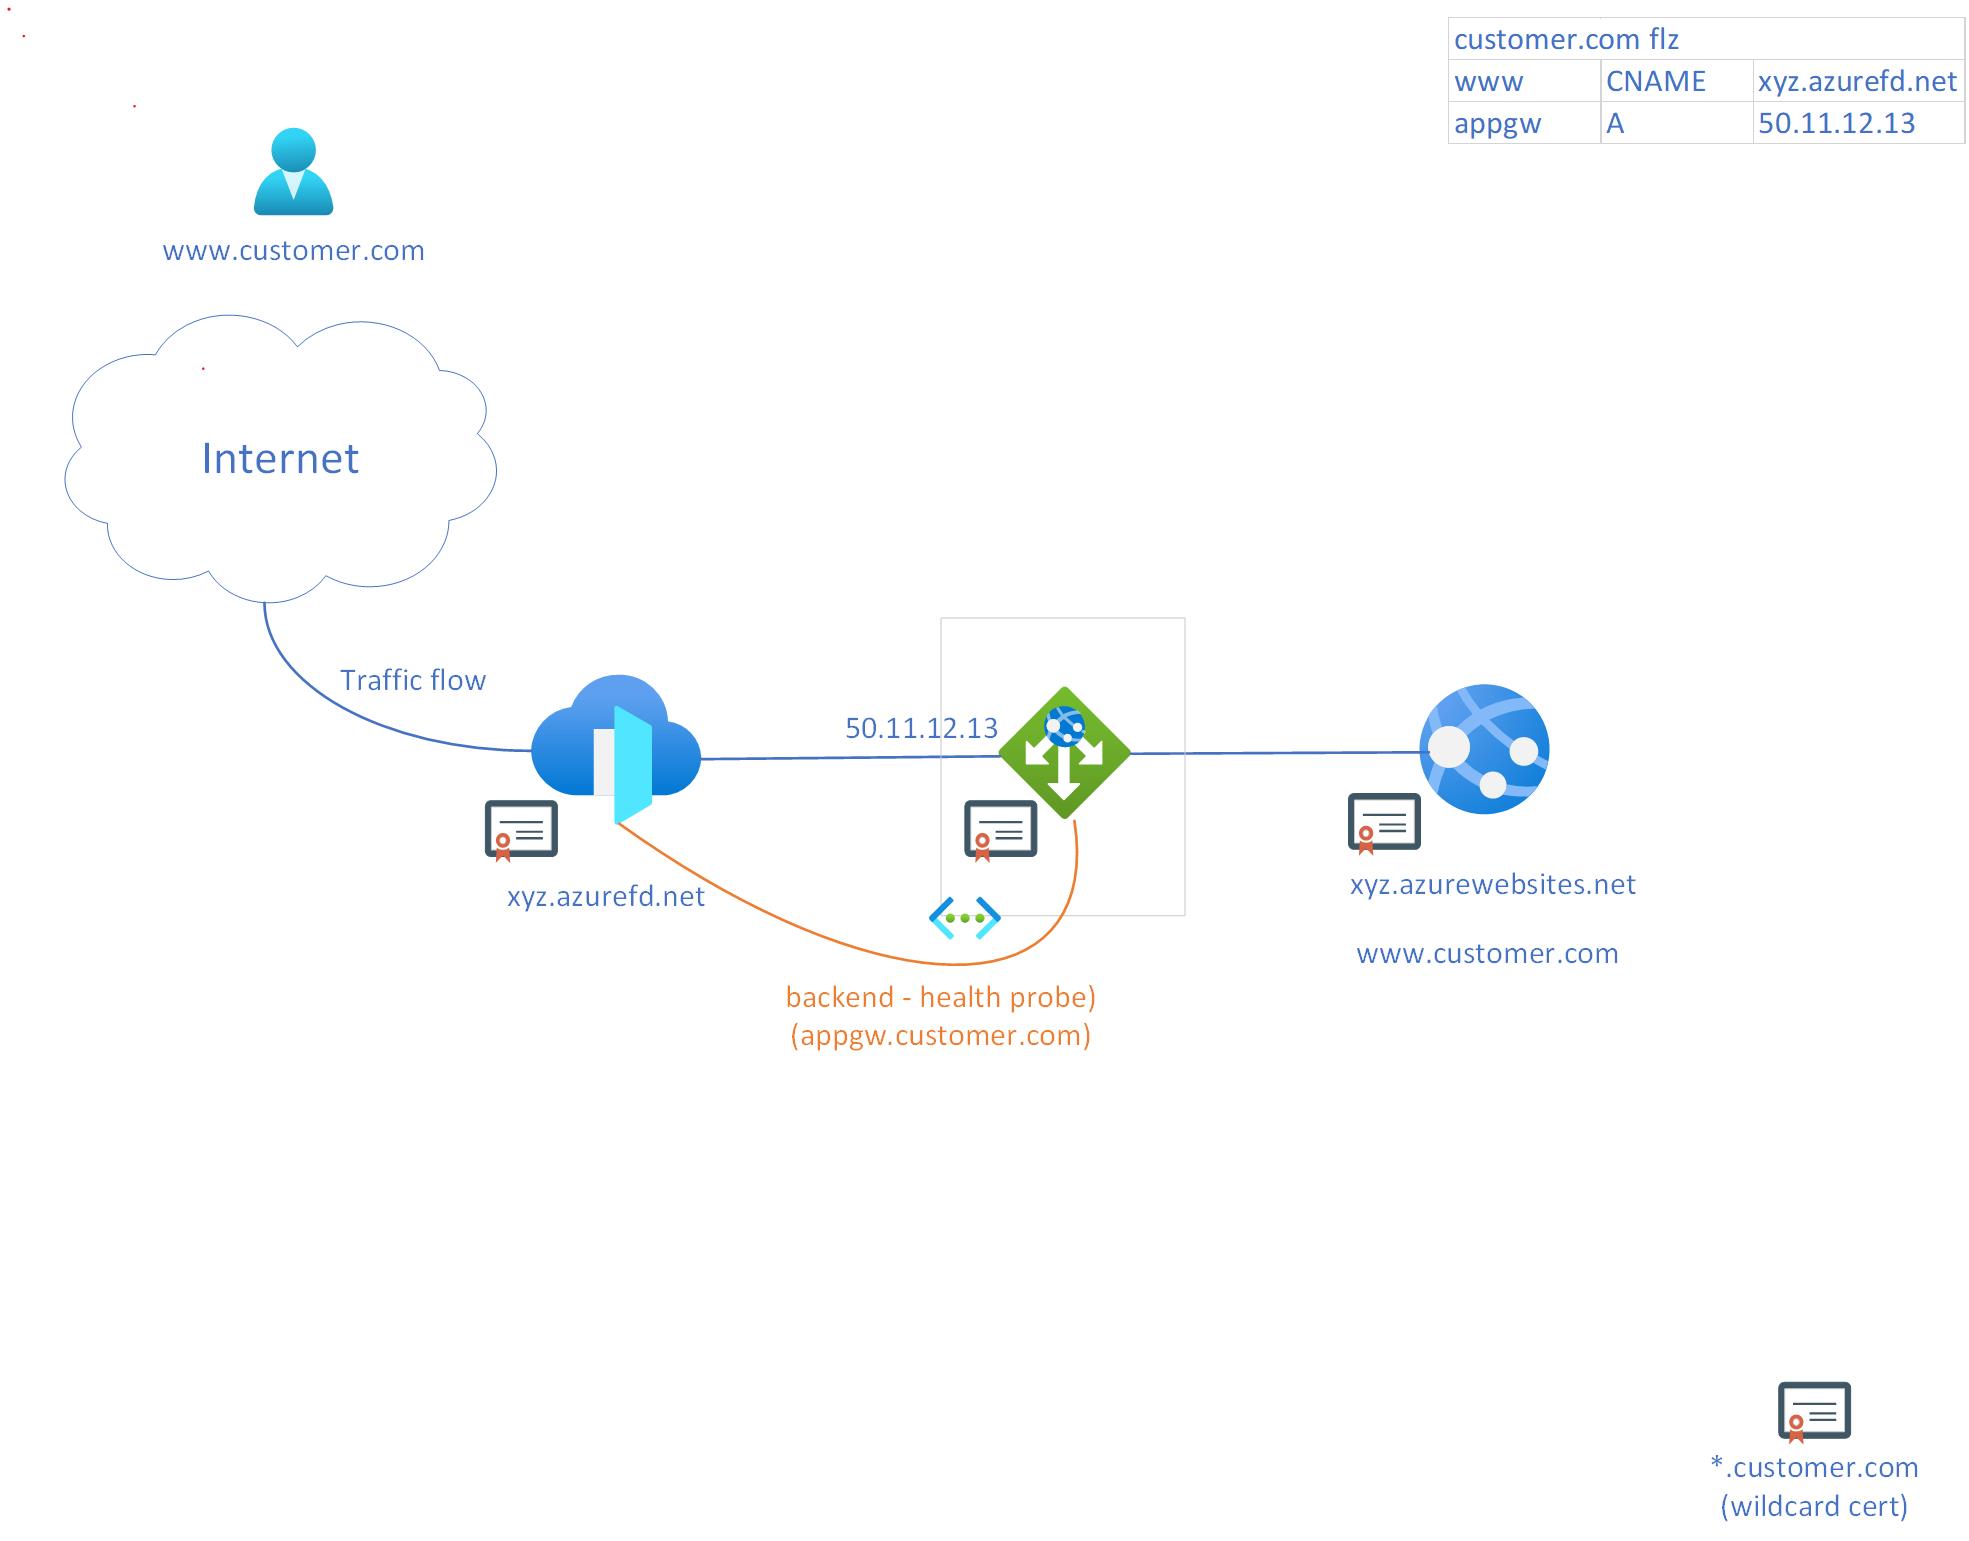 customer.com flz
www CNAME xyz.azurefd.net
appgw A 50.11.12.13
www.customer.com
Internet
Traffic flow
50.11.12.13
xyz.azurefd.net
xyz.azurewebsites.net
www.customer.com
backend - health probe)
(appgw.customer.com)
*.customer.com
(wildcard cert)